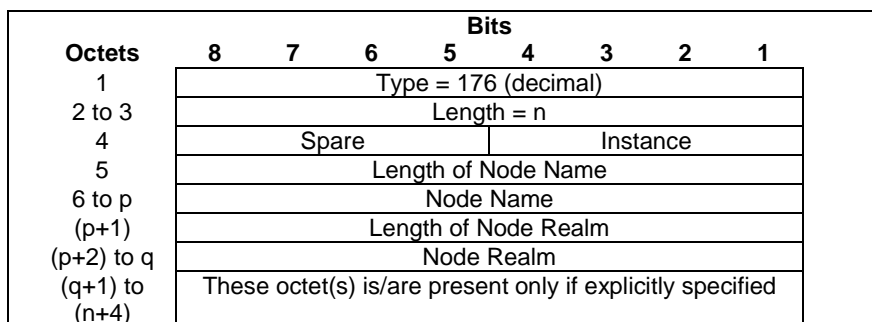 Bits
Octets 8 7 6 5 4 3 2 1
1 Type = 176 (decimal)
2 to 3 Length = n
4 Spare Instance
5 Length of Node Name
6 to p Node Name
(p+1) Length of Node Realm
(p+2) to q Node Realm
(q+1) to These octet(s) is/are present only if explicitly specified
(n+4)